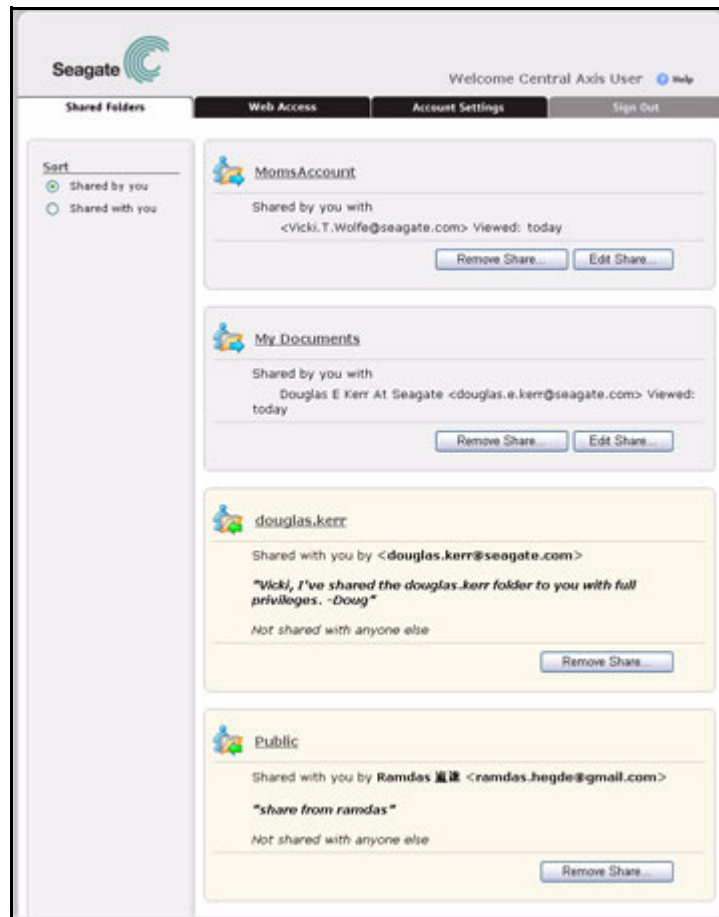 Seagate
Welcome Central Axis User Help
Shared Folders
Web Access
Account Settings
Sign Out
Sort
Shared by you
Shared with you
MomsAccount
Shared by you with
<Vicki.T.Wolfe@seagate.com> Viewed: today
Remove Share...
Edit Share...
My Documents
Shared by you with
Douglas E Kerr At Seagate <douglas.e.kerr@seagate.com> Viewed:
today
Remove Share...
Edit Share...
douglas.kerr
Shared with you by <douglas.kerr@seagate.com>
"Vicki, I've shared the douglas.kerr folder to you with full
privileges. -Doug"
Not shared with anyone else
Remove Share...
Public
Shared with you by Ramdas <ramdas.hegde@gmail.com>
"share from ramdas"
Not shared with anyone else
Remove Share...